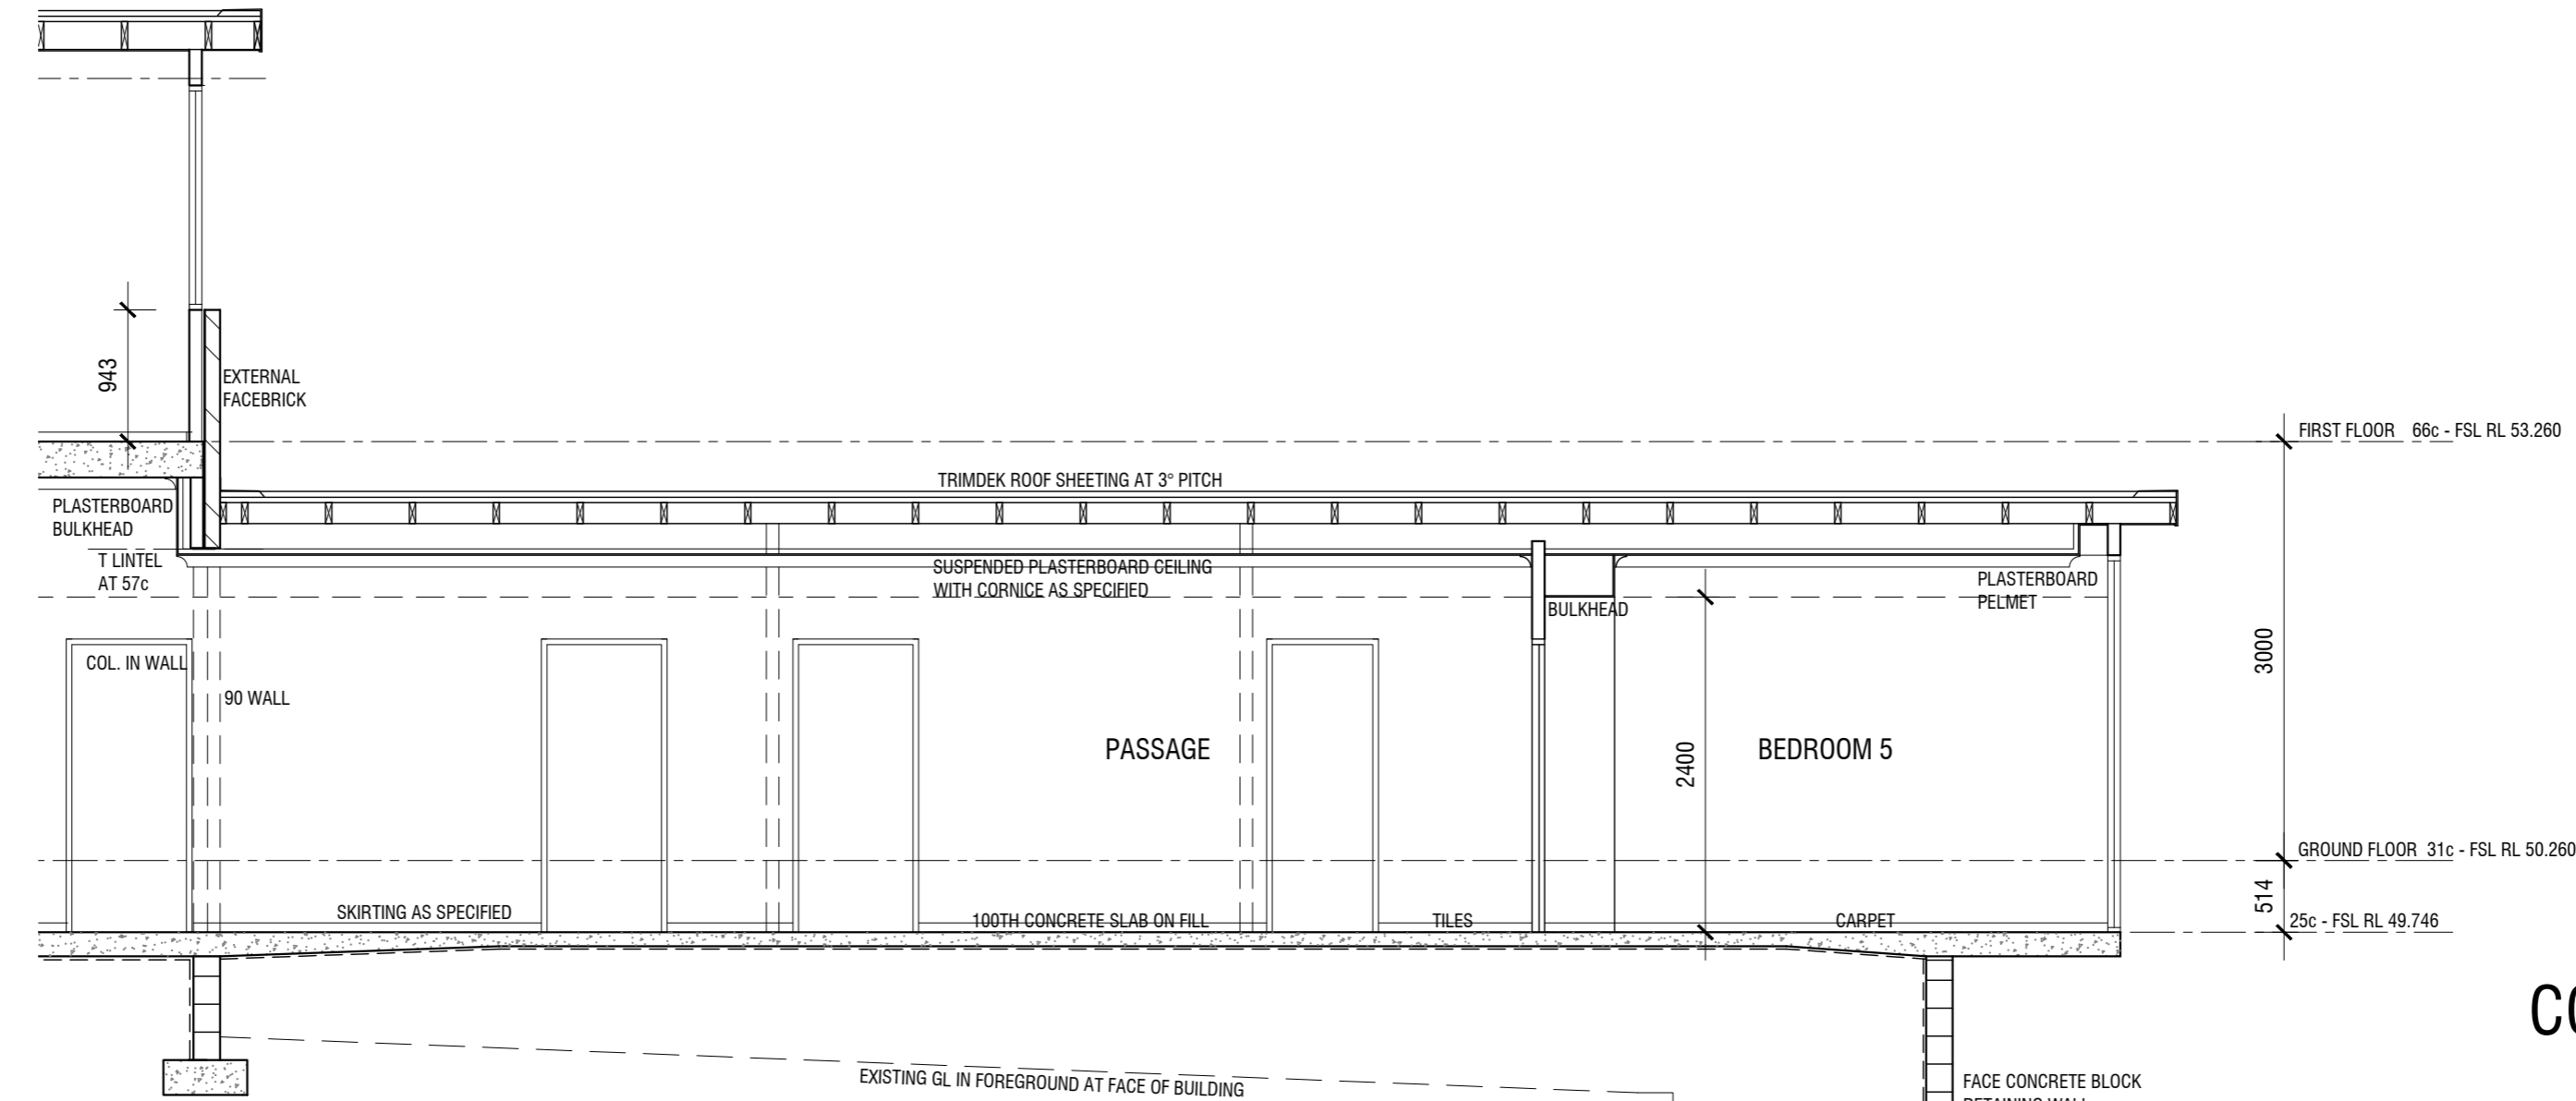 943
EXTERNAL
FACEBRICK
FIRST FLOOR 66c - FSL RL 53.260
TRIMDEK ROOF SHEETING AT 3° PITCH
PLASTERBOARD
BULKHEAD
T LINTEL
AT 57c
SUSPENDED PLASTERBOARD CEILING
WITH CORNICE AS SPECIFIED
BULKHEAD
PLASTERBOARD
PELMET
COL. IN WALL
90 WALL
3000
PASSAGE
2400
BEDROOM 5
GROUND FLOOR 31c - FSL RL 50.260
514
SKIRTING AS SPECIFIED
100TH CONCRETE SLAB ON FILL
TILES
CARPET
25c - FSL RL 49.746
EXISTING GL IN FOREGROUND AT FACE OF BUILDING
FACE CONCRETE BLOCK
RETAINING WALL